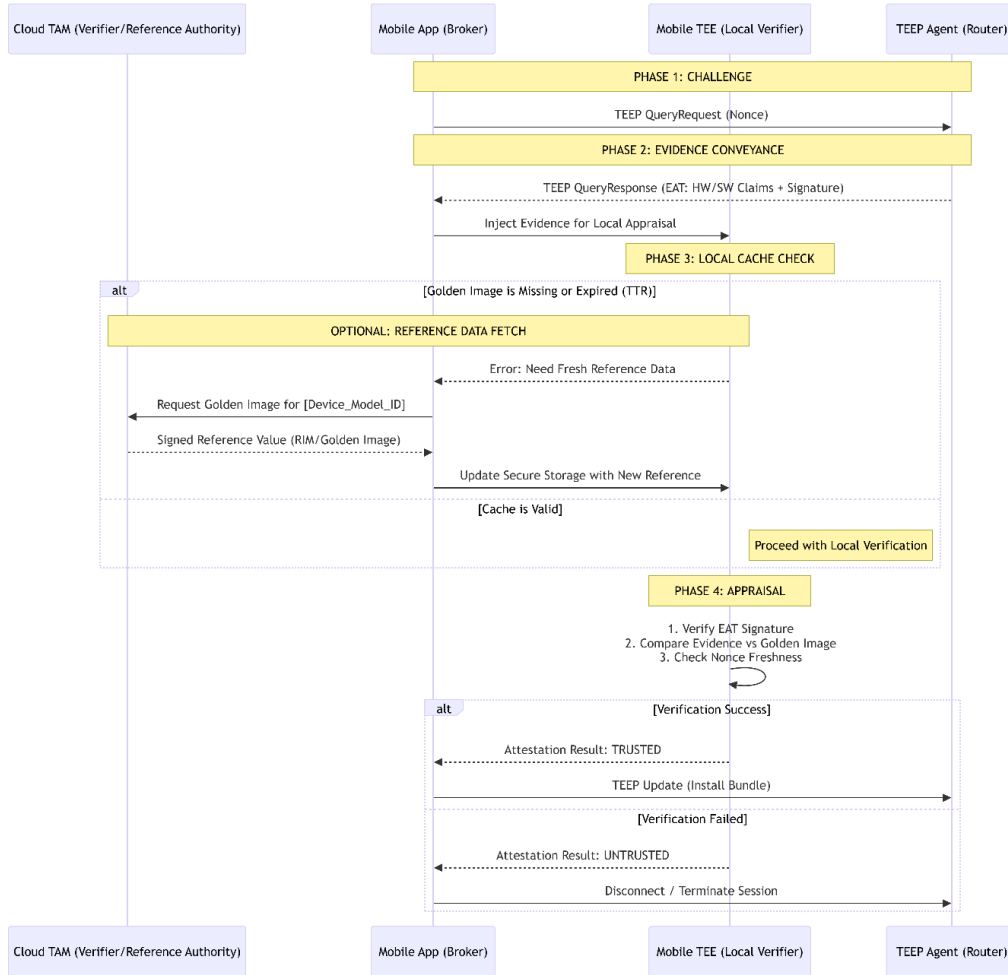 Cloud TAM (Verifier/Reference Authority)
Mobile App (Broker)
Mobile TEE (Local Verifier)
TEEP Agent (Router)
PHASE 1: CHALLENGE
TEEP QueryRequest (Nonce)
PHASE 2: EVIDENCE CONVEYANCE
TEEP QueryResponse (EAT: HW/SW Claims + Signature)
Inject Evidence for Local Appraisal
PHASE 3: LOCAL CACHE CHECK
alt
[Golden Image is Missing or Expired (TTR)]
OPTIONAL: REFERENCE DATA FETCH
Error: Need Fresh Reference Data
Request Golden Image for [Device_Model_ID]
Signed Reference Value (RIM/Golden Image)
Update Secure Storage with New Reference
[Cache is Valid]
Proceed with Local Verification
PHASE 4: APPRAISAL
1. Verify EAT Signature
2. Compare Evidence vs Golden Image
3. Check Nonce Freshness
alt
[Verification Success]
Attestation Result: TRUSTED
TEEP Update (Install Bundle)
[Verification Failed]
Attestation Result: UNTRUSTED
Disconnect / Terminate Session
Cloud TAM (Verifier/Reference Authority)
Mobile App (Broker)
Mobile TEE (Local Verifier)
TEEP Agent (Router)